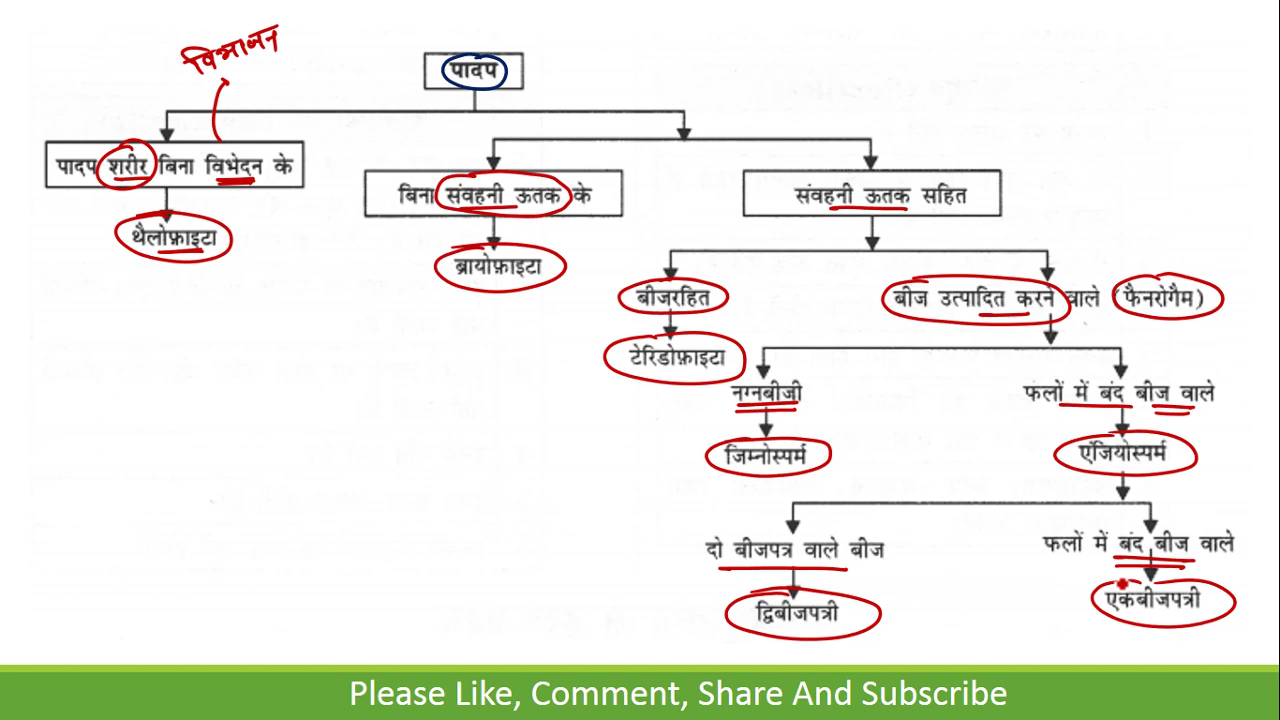 विभाजन
पादप
पादप शरीर बिना विभेदन के
बिना संवहनी ऊतक के
संवहनी ऊतक सहित
थैलोफ़ाइटा
ब्रायोफ़ाइटा
बीजरहित
बीज उत्पादित करने वाले (फैनरोगैम)
टेरिडोफ़ाइटा
नग्नबीजी
फलों में बंद बीज वाले
जिम्नोस्पर्म
एंजियोस्पर्म
दो बीजपत्र वाले बीज
फलों में बंद बीज वाले
द्विबीजपत्री
एकबीजपत्री
Please Like, Comment, Share And Subscribe